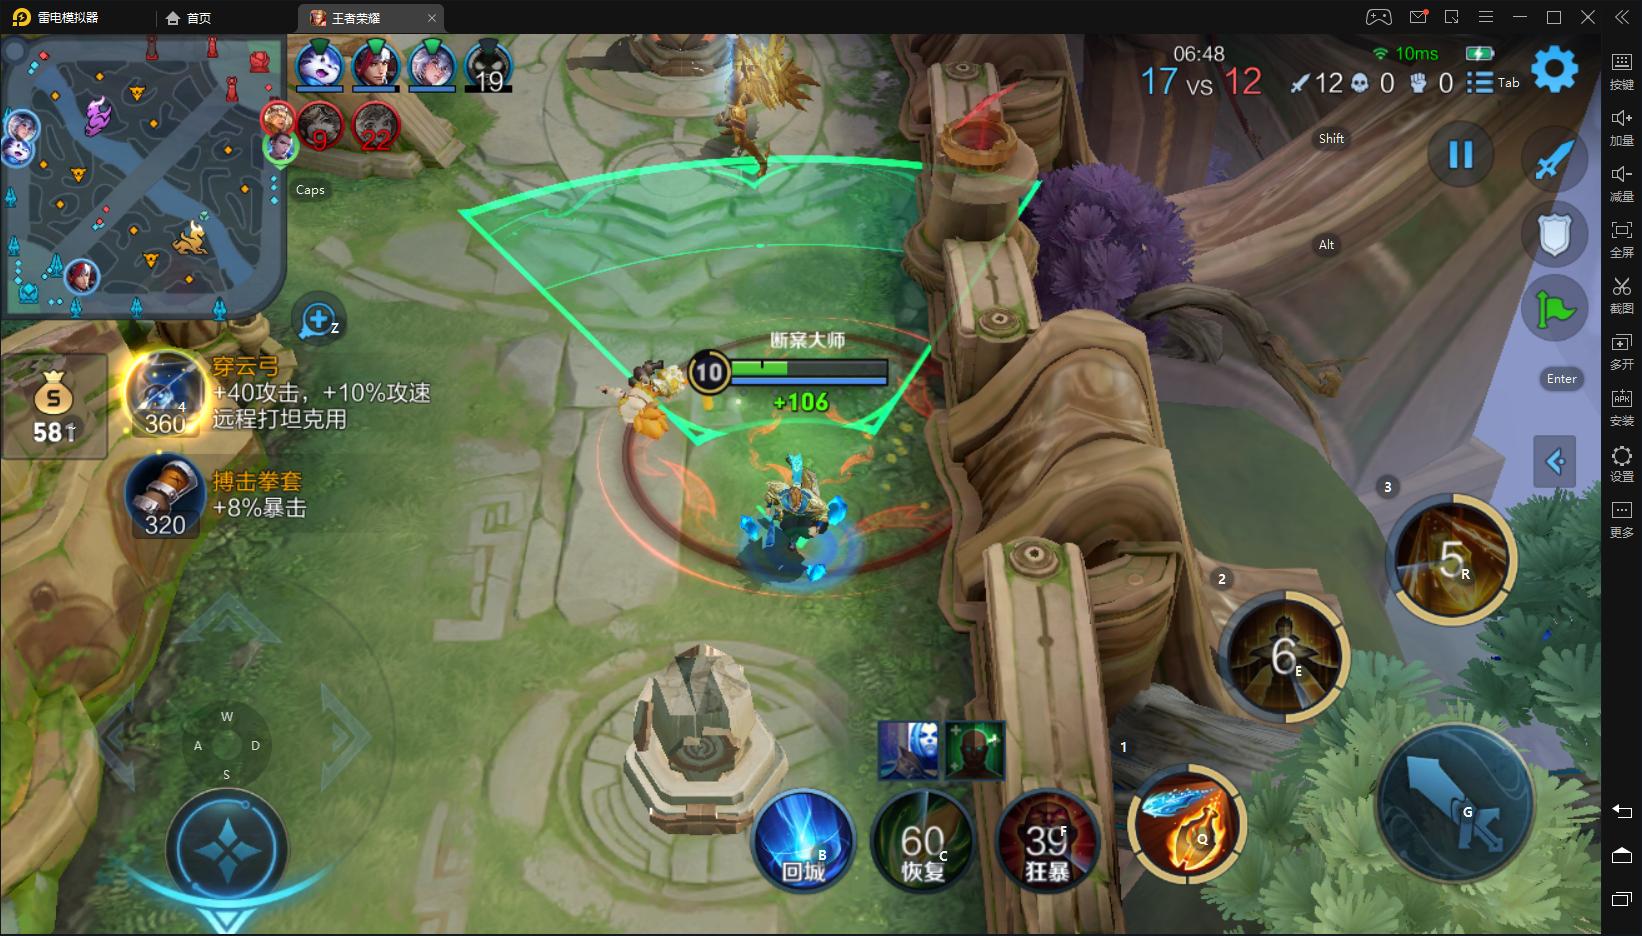 雷电模拟器
首页
王者荣耀
19
06:48
10ms
17 vs 12
12 0 0
Tab
9
22
Caps
Shift
Alt
Enter
Z
穿云弓
+40攻击，+10%攻速
远程打坦克用
4
360
581
搏击拳套
+8%暴击
320
断案大师
10
+106
3
5
R
2
6
E
1
Q
G
W
A
D
S
B
回城
60
C
恢复
39
F
狂暴
按键
加量
减量
全屏
截图
多开
APK
安装
设置
更多